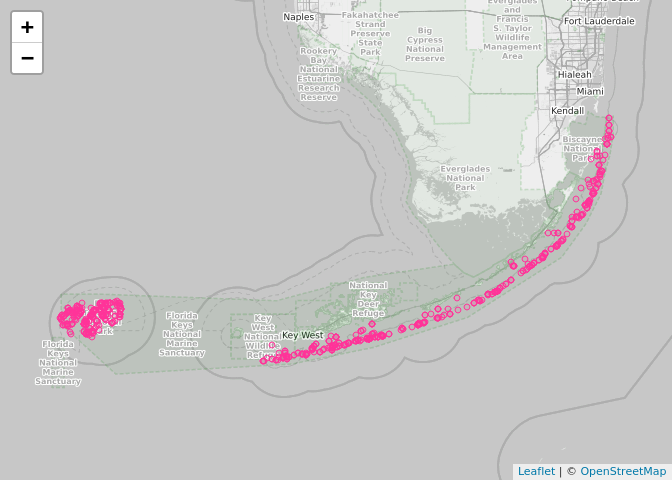 +
−
Naples
Fakahatchee
Strand
Preserve
State
Park
Big
Cypress
National
Preserve
Everglades
and
Francis
S. Taylor
Wildlife
Management
Area
Fort Lauderdale
Rookery
Bay
National
Estuarine
Research
Reserve
Hialeah
Miami
Kendall
Biscayne
National
Park
Everglades
National
Park
National
Key
Deer
Refuge
Florida
Keys
National
Marine
Sanctuary
Key
West
National
Wildlife
Refuge
Key West
Florida
Keys
National
Marine
Sanctuary
Leaflet | © OpenStreetMap